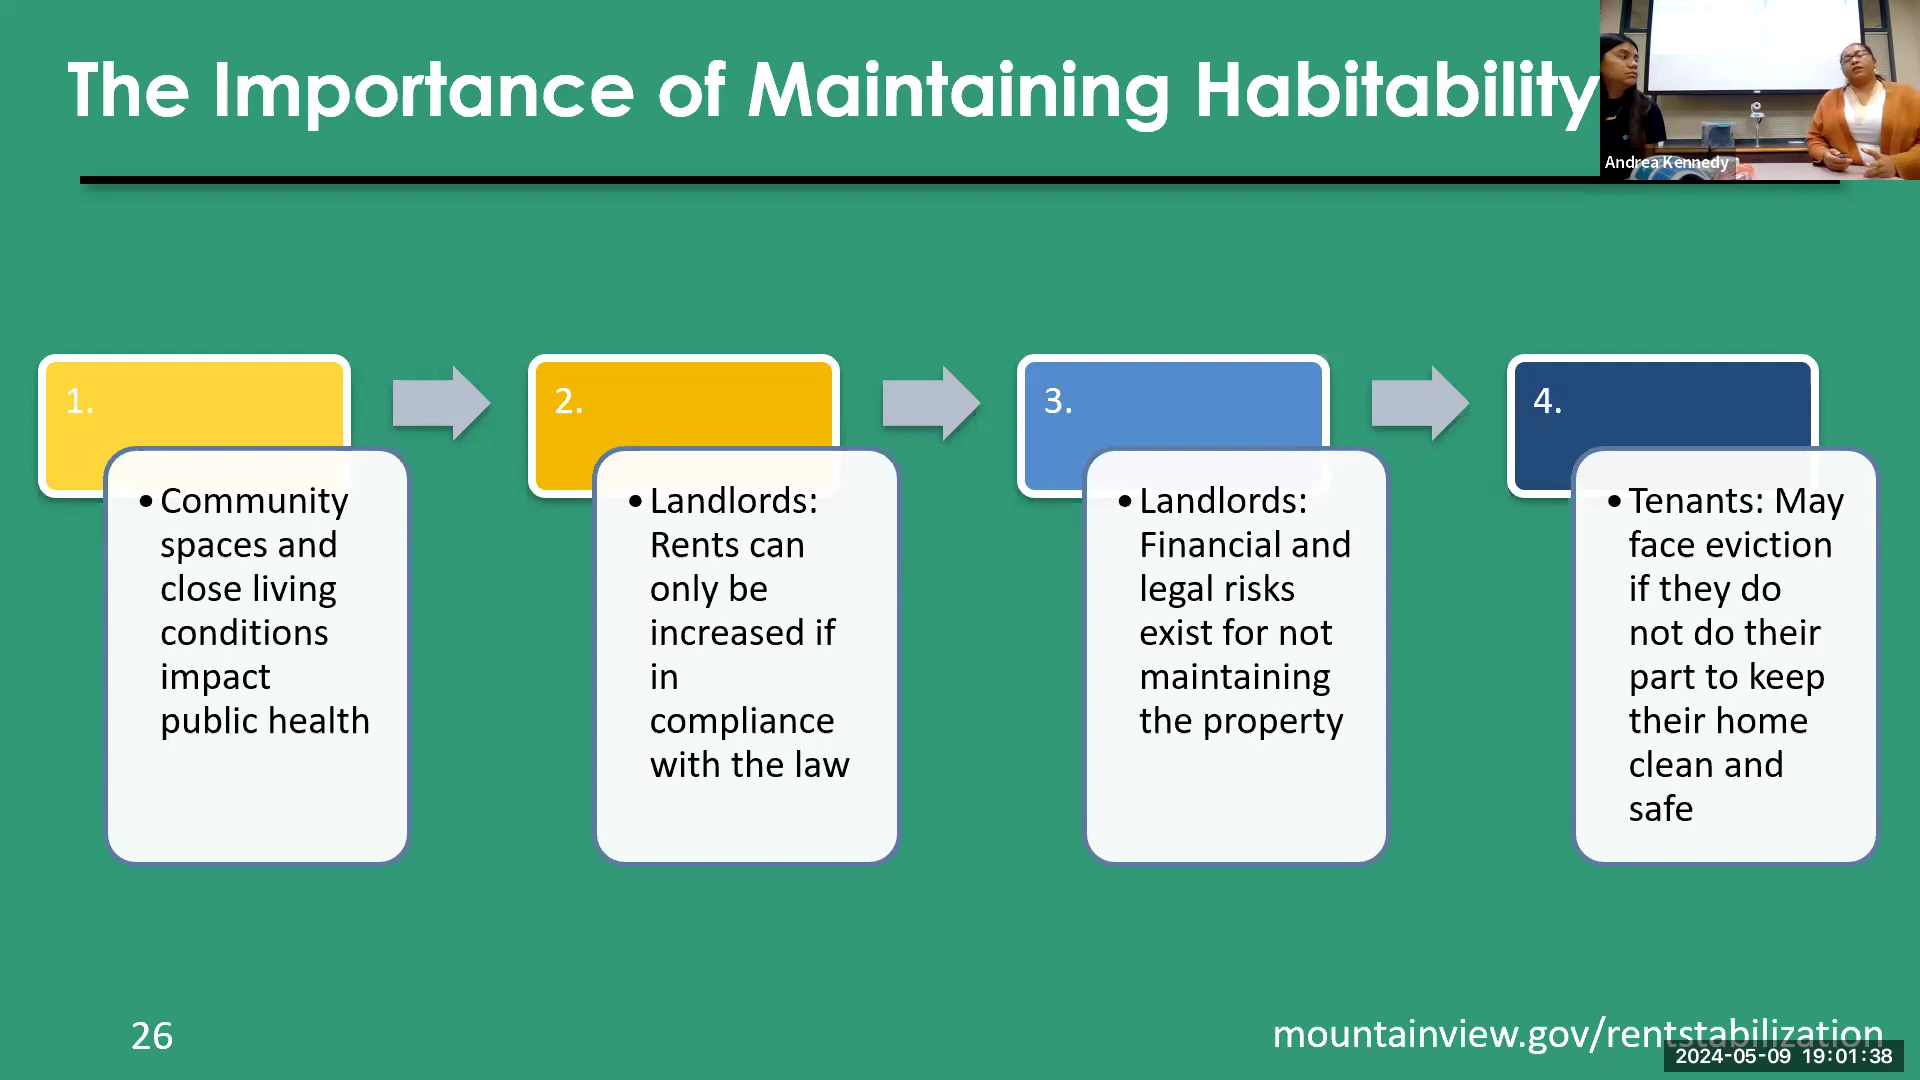 The Importance of Maintaining Habitability
Andrea Kennedy
1.
• Community
spaces and
close living
conditions
impact
public health
2.
• Landlords:
Rents can
only be
increased if
in
compliance
with the law
3.
• Landlords:
Financial and
legal risks
exist for not
maintaining
the property
4.
• Tenants: May
face eviction
if they do
not do their
part to keep
their home
clean and
safe
26
mountainview.gov/rentstabilization
2024-05-09 19:01:38